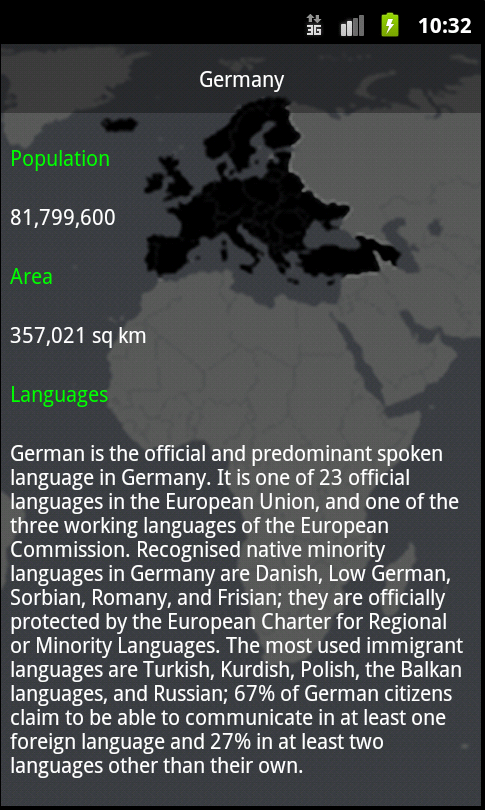 3G 10:32
Germany
Population
81,799,600
Area
357,021 sq km
Languages
German is the official and predominant spoken
language in Germany. It is one of 23 official
languages in the European Union, and one of the
three working languages of the European
Commission. Recognised native minority
languages in Germany are Danish, Low German,
Sorbian, Romany, and Frisian; they are officially
protected by the European Charter for Regional
or Minority Languages. The most used immigrant
languages are Turkish, Kurdish, Polish, the Balkan
languages, and Russian; 67% of German citizens
claim to be able to communicate in at least one
foreign language and 27% in at least two
languages other than their own.